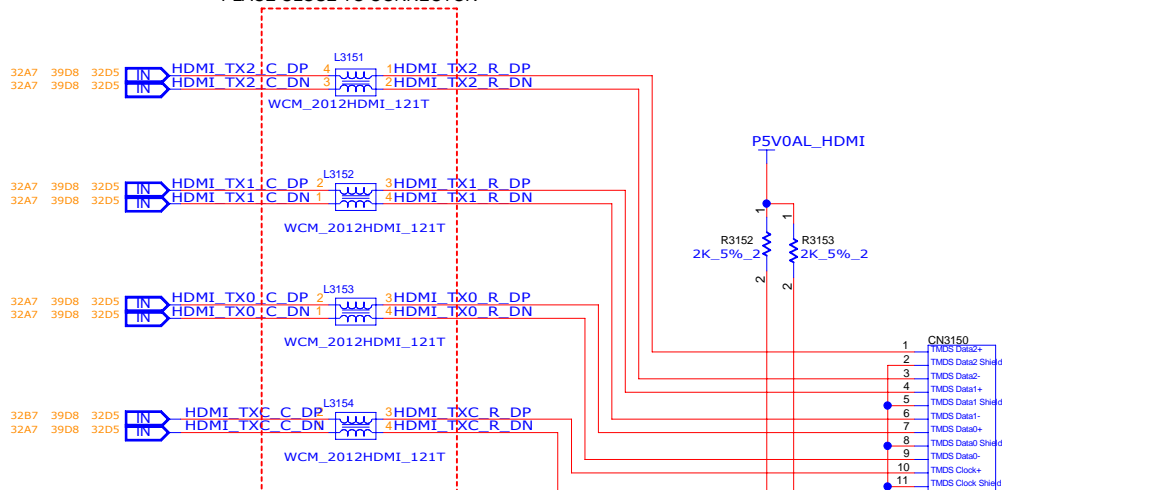 32A7 39D8 32D5 IN HDMI_TX2_C_DP 4 L3151 1 HDMI_TX2_R_DP
32A7 39D8 32D5 IN HDMI_TX2_C_DN 3 2 HDMI_TX2_R_DN
WCM_2012HDMI_121T
P5V0AL_HDMI
32A7 39D8 32D5 IN HDMI_TX1_C_DP 2 L3152 3 HDMI_TX1_R_DP
32A7 39D8 32D5 IN HDMI_TX1_C_DN 1 4 HDMI_TX1_R_DN
WCM_2012HDMI_121T
1 1
R3152 R3153
2K_5%_2 2K_5%_2
2 2
32A7 39D8 32D5 IN HDMI_TX0_C_DP 2 L3153 3 HDMI_TX0_R_DP
32A7 39D8 32D5 IN HDMI_TX0_C_DN 1 4 HDMI_TX0_R_DN
WCM_2012HDMI_121T
32B7 39D8 32D5 IN HDMI_TXC_C_DP L3154 3 HDMI_TXC_R_DP
32A7 39D8 32D5 IN HDMI_TXC_C_DN 4 HDMI_TXC_R_DN
WCM_2012HDMI_121T
CN3150
1 TMDS Data2+
2 TMDS Data2 Shield
3 TMDS Data2-
4 TMDS Data1+
5 TMDS Data1 Shield
6 TMDS Data1-
7 TMDS Data0+
8 TMDS Data0 Shield
9 TMDS Data0-
10 TMDS Clock+
11 TMDS Clock Shield